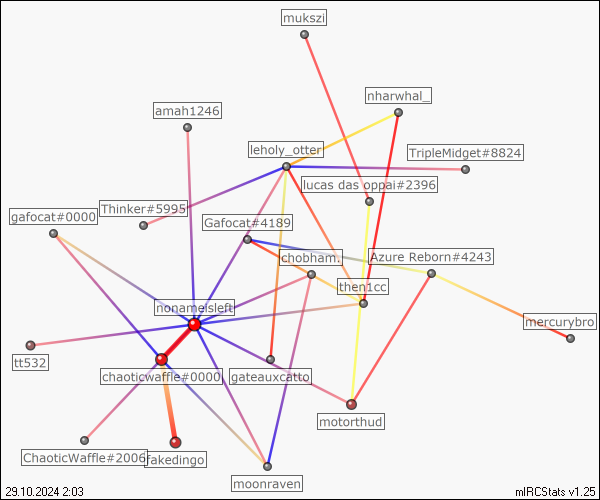 mukszi
nharwhal_
amah1246
leholy_otter
TripleMidget#8824
lucas das oppai#2396
Thinker#5995
gafocat#0000
Gafocat#4189
chobham.
Azure Reborn#4243
then1cc
nonameisleft
mercurybro
tt532
chaoticwaffle#0000
gateauxcatto
motorthud
ChaoticWaffle#2006
fakedingo
moonraven
29.10.2024 2:03
mIRCStats v1.25